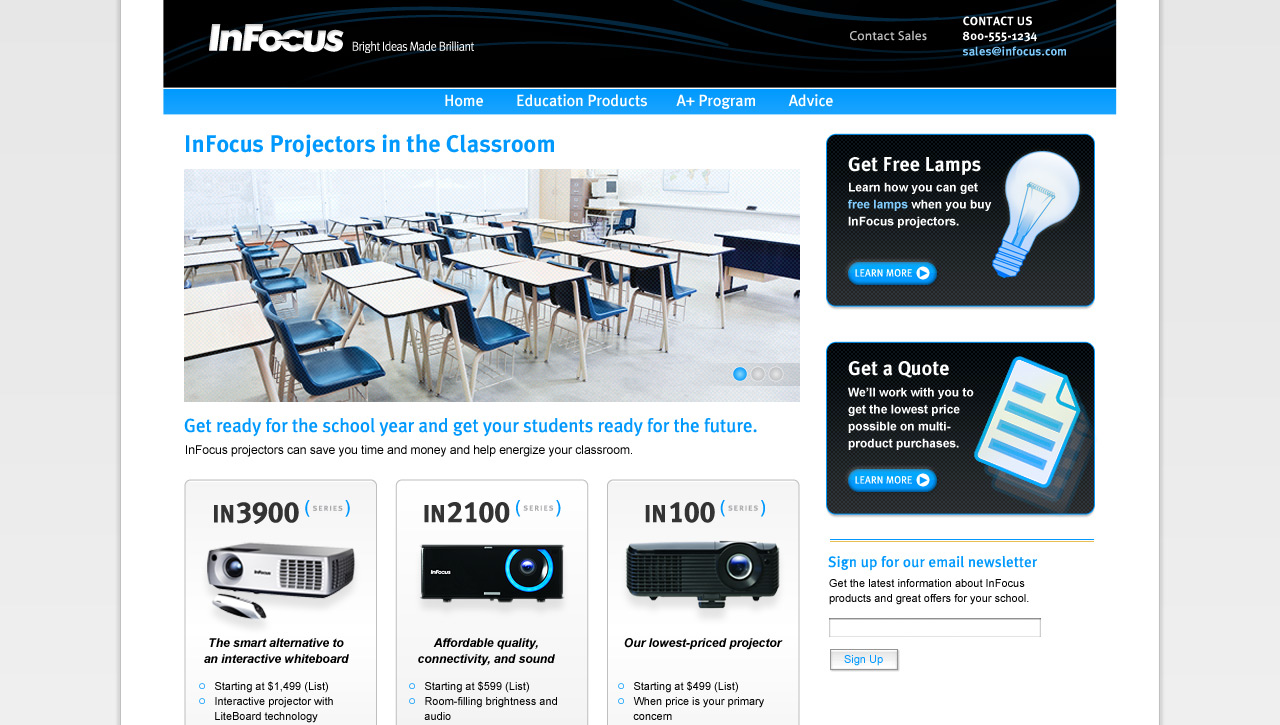 InFocus Bright Ideas Made Brilliant
Contact Sales
CONTACT US
800-555-1234
sales@infocus.com
Home Education Products A+ Program Advice
InFocus Projectors in the Classroom
Get ready for the school year and get your students ready for the future.
InFocus projectors can save you time and money and help energize your classroom.
IN3900 (SERIES)
InFocus
The smart alternative to
an interactive whiteboard
Starting at $1,499 (List)
Interactive projector with
LiteBoard technology
IN2100 (SERIES)
InFocus
Affordable quality,
connectivity, and sound
Starting at $599 (List)
Room-filling brightness and
audio
IN100 (SERIES)
Our lowest-priced projector
Starting at $499 (List)
When price is your primary
concern
Get Free Lamps
Learn how you can get
free lamps when you buy
InFocus projectors.
LEARN MORE
Get a Quote
We'll work with you to
get the lowest price
possible on multi-
product purchases.
LEARN MORE
Sign up for our email newsletter
Get the latest information about InFocus
products and great offers for your school.
Sign Up